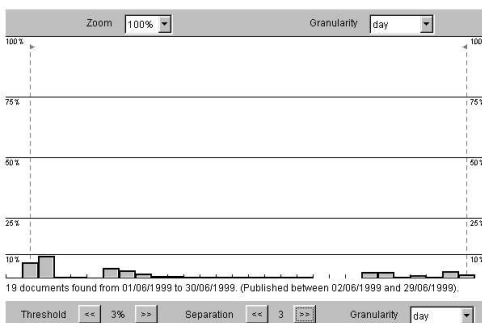 Zoom 100% Granularity day
100% 100%
75% 75%
50% 50%
25% 25%
10% 10%
19 documents found from 01/06/1999 to 30/06/1999. (Published between 02/06/1999 and 29/06/1999).
Threshold << 3% >> Separation << 3 >> Granularity day